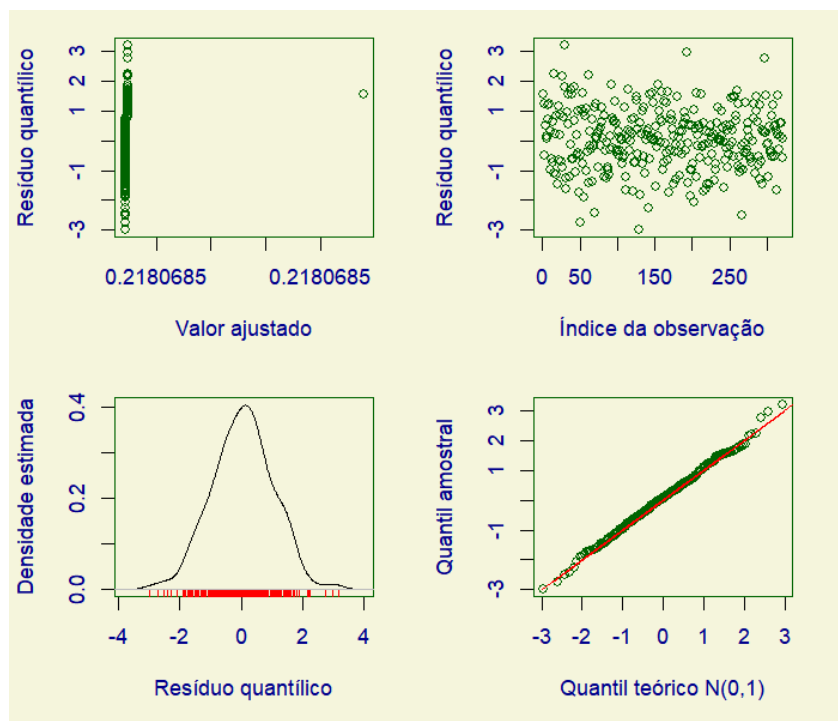 Resíduo quantílico
3
2
1
-1
-3
0.2180685 0.2180685
Valor ajustado
Resíduo quantílico
3
2
1
-1
-3
0 50 150 250
Índice da observação
Densidade estimada
0.4
0.2
0.0
-4 -2 0 2 4
Resíduo quantílico
Quantil amostral
3
2
1
-1
-3
-3 -2 -1 0 1 2 3
Quantil teórico N(0,1)